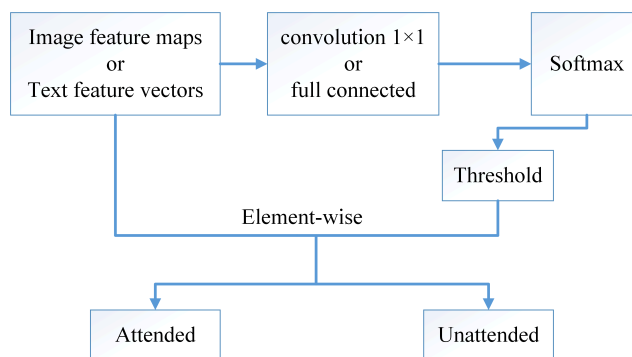 Image feature maps
or
Text feature vectors
convolution 1×1
or
full connected
Softmax
Threshold
Element-wise
Attended
Unattended